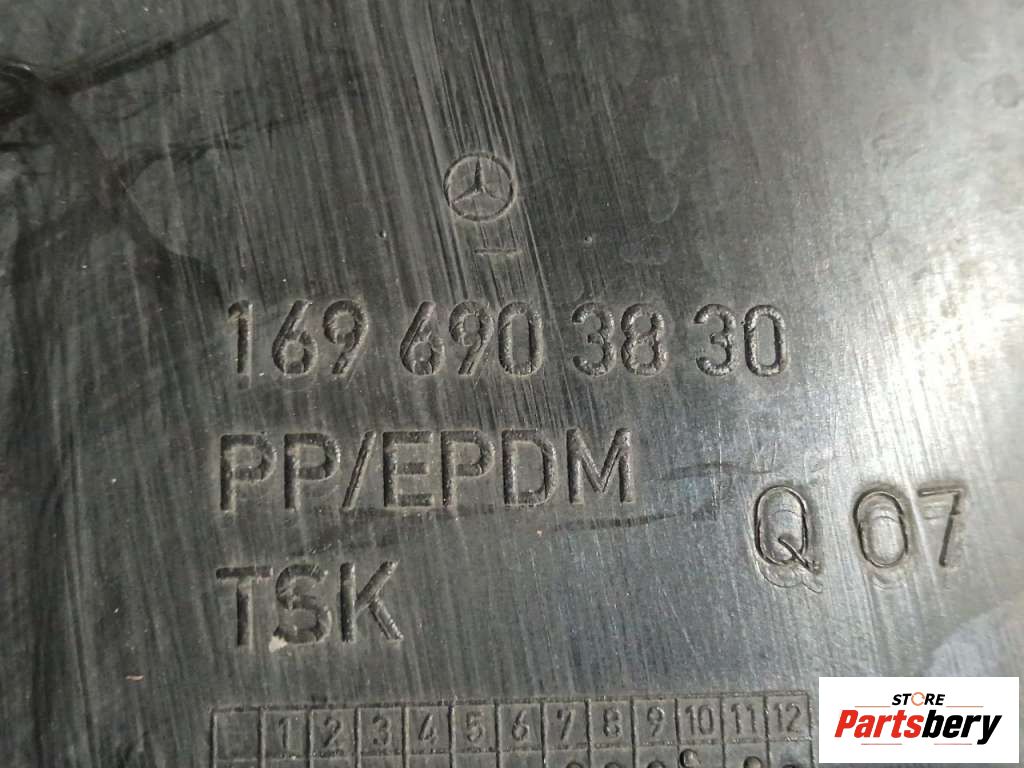 169 690 38 30
PP/EPDM
Q 07
TSK
1 2 3 4 5 6 7 8 9 10 11 12
STORE
Partsbery